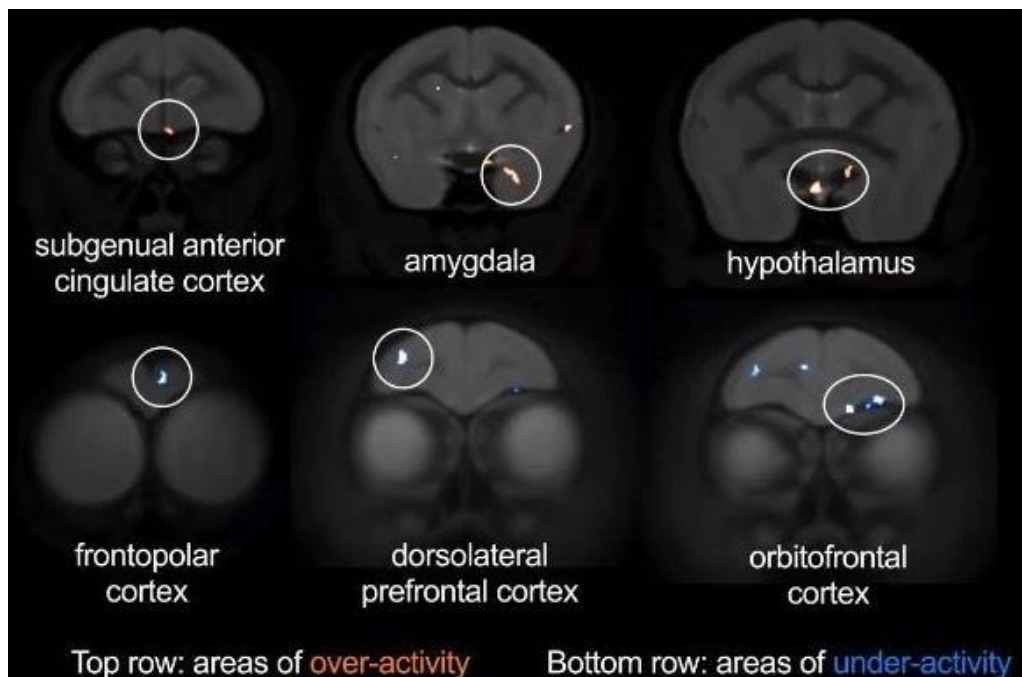 subgenual anterior
cingulate cortex
amygdala
hypothalamus
frontopolar
cortex
dorsolateral
prefrontal cortex
orbitofrontal
cortex
Top row: areas of over-activity
Bottom row: areas of under-activity